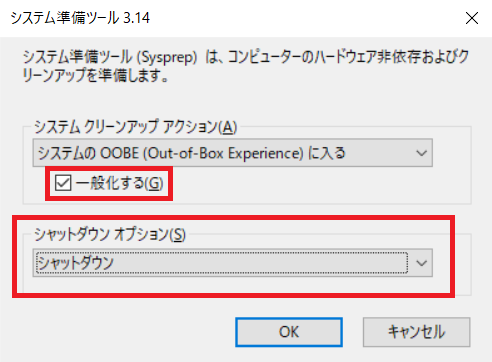 システム準備ツール 3.14
システム準備ツール (Sysprep) は、コンピューターのハードウェア非依存およびク
リーンアップを準備します。
システム クリーンアップ アクション(A)
システムの OOBE (Out-of-Box Experience) に入る
一般化する(G)
シャットダウン オプション(S)
シャットダウン
OK
キャンセル